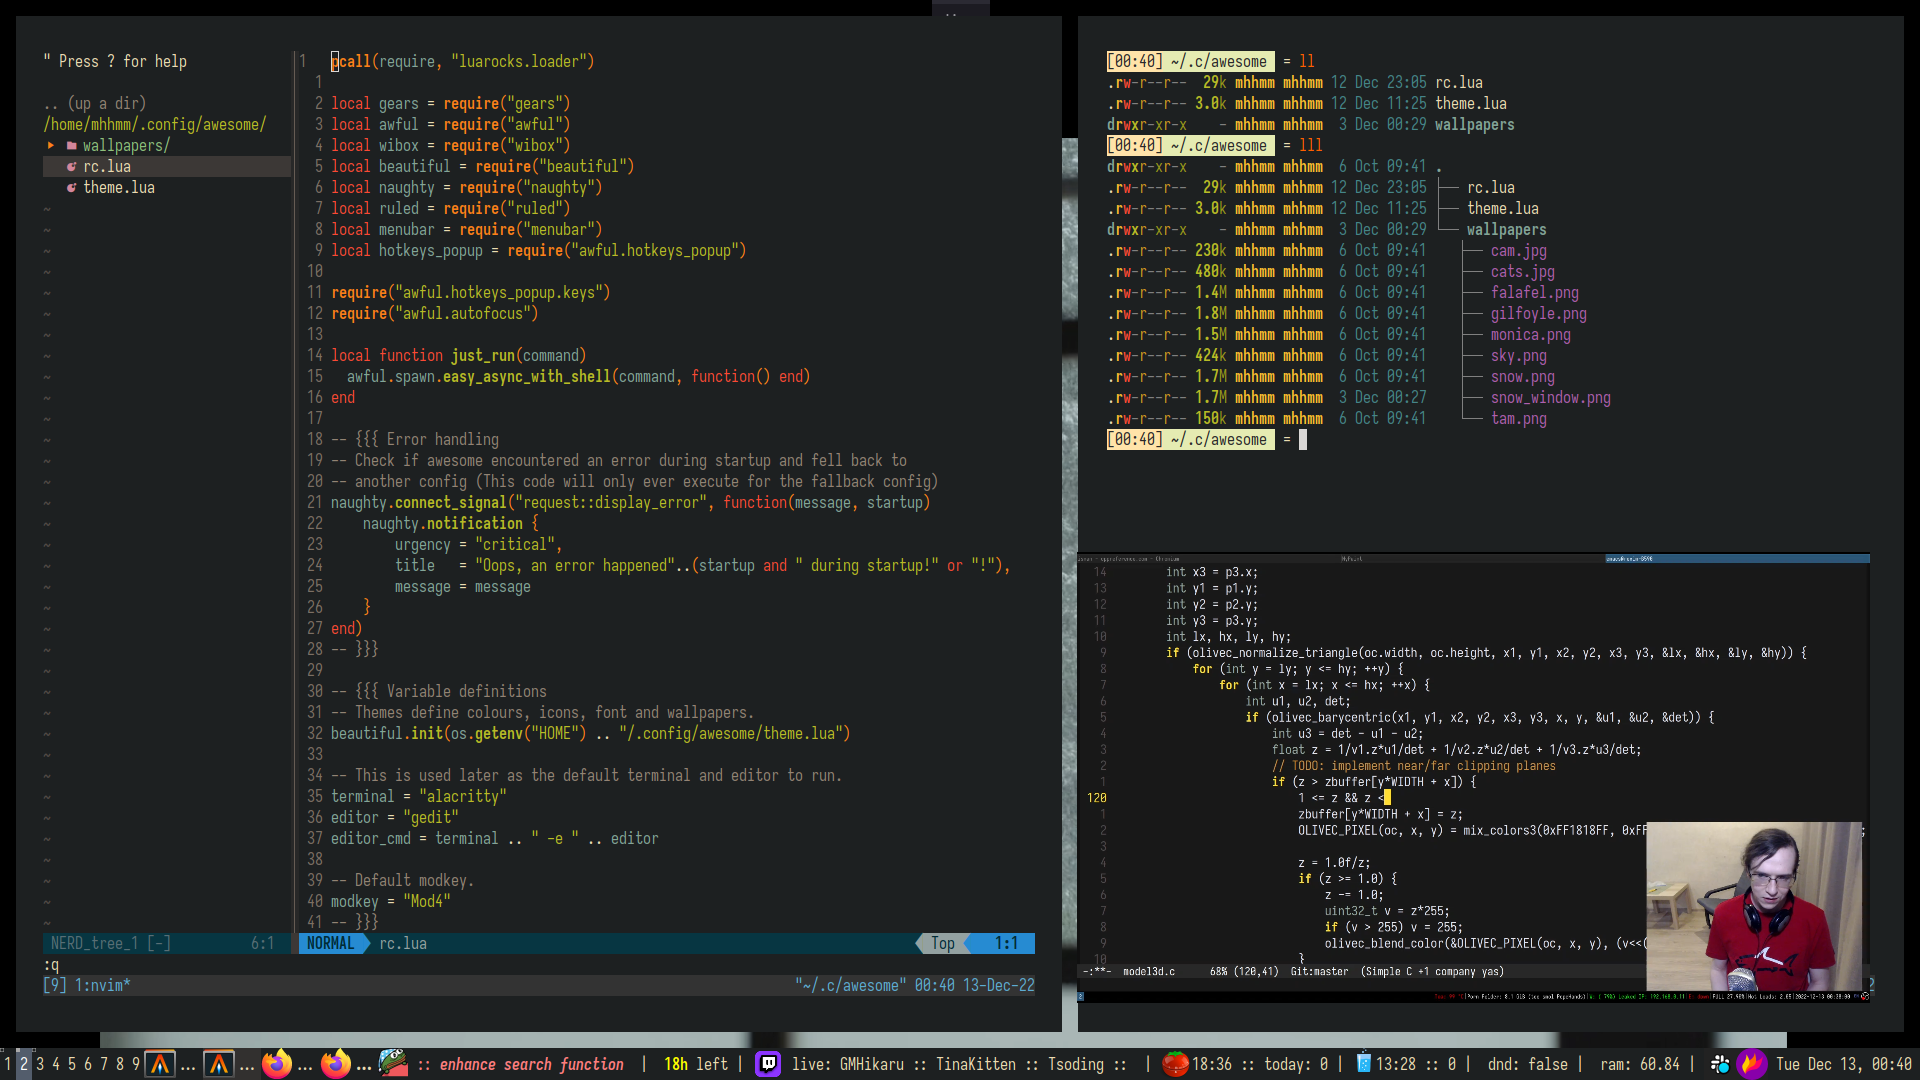 " Press ? for help
.. (up a dir)
/home/mhhmm/.config/awesome/
wallpapers/
rc.lua
theme.lua
NERD_tree_1 [-] 6:1
1 pcall(require, "luarocks.loader")
1
2 local gears = require("gears")
3 local awful = require("awful")
4 local wibox = require("wibox")
5 local beautiful = require("beautiful")
6 local naughty = require("naughty")
7 local ruled = require("ruled")
8 local menubar = require("menubar")
9 local hotkeys_popup = require("awful.hotkeys_popup")
10
11 require("awful.hotkeys_popup.keys")
12 require("awful.autofocus")
13
14 local function just_run(command)
15 awful.spawn.easy_async_with_shell(command, function() end)
16 end
17
18 -- {{{ Error handling
19 -- Check if awesome encountered an error during startup and fell back to
20 -- another config (This code will only ever execute for the fallback config)
21 naughty.connect_signal("request::display_error", function(message, startup)
22 naughty.notification {
23 urgency = "critical",
24 title = "Oops, an error happened"..(startup and " during startup!" or "!"),
25 message = message
26 }
27 end)
28 -- }}}
29
30 -- {{{ Variable definitions
31 -- Themes define colours, icons, font and wallpapers.
32 beautiful.init(os.getenv("HOME") .. "/.config/awesome/theme.lua")
33
34 -- This is used later as the default terminal and editor to run.
35 terminal = "alacritty"
36 editor = "gedit"
37 editor_cmd = terminal .. " -e " .. editor
38
39 -- Default modkey.
40 modkey = "Mod4"
41 -- }}}
NORMAL rc.lua Top 1:1
:q
[9] 1:nvim* "~/.c/awesome" 00:40 13-Dec-22
[00:40] ~/.c/awesome = ll
.rw-r--r-- 29k mhhmm mhhmm 12 Dec 23:05 rc.lua
.rw-r--r-- 3.0k mhhmm mhhmm 12 Dec 11:25 theme.lua
drwxr-xr-x - mhhmm mhhmm 3 Dec 00:29 wallpapers
[00:40] ~/.c/awesome = lll
drwxr-xr-x - mhhmm mhhmm 6 Oct 09:41 .
.rw-r--r-- 29k mhhmm mhhmm 12 Dec 23:05 ├── rc.lua
.rw-r--r-- 3.0k mhhmm mhhmm 12 Dec 11:25 ├── theme.lua
drwxr-xr-x - mhhmm mhhmm 3 Dec 00:29 └── wallpapers
.rw-r--r-- 230k mhhmm mhhmm 6 Oct 09:41 ├── cam.jpg
.rw-r--r-- 480k mhhmm mhhmm 6 Oct 09:41 ├── cats.jpg
.rw-r--r-- 1.4M mhhmm mhhmm 6 Oct 09:41 ├── falafel.png
.rw-r--r-- 1.8M mhhmm mhhmm 6 Oct 09:41 ├── gilfoyle.png
.rw-r--r-- 1.5M mhhmm mhhmm 6 Oct 09:41 ├── monica.png
.rw-r--r-- 424k mhhmm mhhmm 6 Oct 09:41 ├── sky.png
.rw-r--r-- 1.7M mhhmm mhhmm 6 Oct 09:41 ├── snow.png
.rw-r--r-- 1.7M mhhmm mhhmm 3 Dec 00:27 ├── snow_window.png
.rw-r--r-- 150k mhhmm mhhmm 6 Oct 09:41 └── tam.png
[00:40] ~/.c/awesome =
14 int x3 = p3.x;
13 int y1 = p1.y;
12 int y2 = p2.y;
11 int y3 = p3.y;
10 int lx, hx, ly, hy;
9 if (olivec_normalize_triangle(oc.width, oc.height, x1, y1, x2, y2, x3, y3, &lx, &hx, &ly, &hy)) {
8 for (int y = ly; y <= hy; ++y) {
7 for (int x = lx; x <= hx; ++x) {
6 int u1, u2, det;
5 if (olivec_barycentric(x1, y1, x2, y2, x3, y3, x, y, &u1, &u2, &det)) {
4 int u3 = det - u1 - u2;
3 float z = 1/v1.z*u1/det + 1/v2.z*u2/det + 1/v3.z*u3/det;
2 // TODO: implement near/far clipping planes
1 if (z > zbuffer[y*WIDTH + x]) {
120 1 <= z && z <
1 zbuffer[y*WIDTH + x] = z;
2 OLIVEC_PIXEL(oc, x, y) = mix_colors3(0xFF1818FF, 0xFF
3
4 z = 1.0f/z;
5 if (z >= 1.0) {
6 z -= 1.0;
7 uint32_t v = z*255;
8 if (v > 255) v = 255;
9 olivec_blend_color(&OLIVEC_PIXEL(oc, x, y), (v<<(
10 }
-:**- model3d.c 68% (120,41) Git:master (Simple C +1 company yas)
1 2 3 4 5 6 7 8 9 ... ... ... ... :: enhance search function | 18h left | live: GMHikaru :: TinaKitten :: Tsoding :: | 18:36 :: today: 0 | 13:28 :: 0 | dnd: false | ram: 60.84 | Tue Dec 13, 00:40